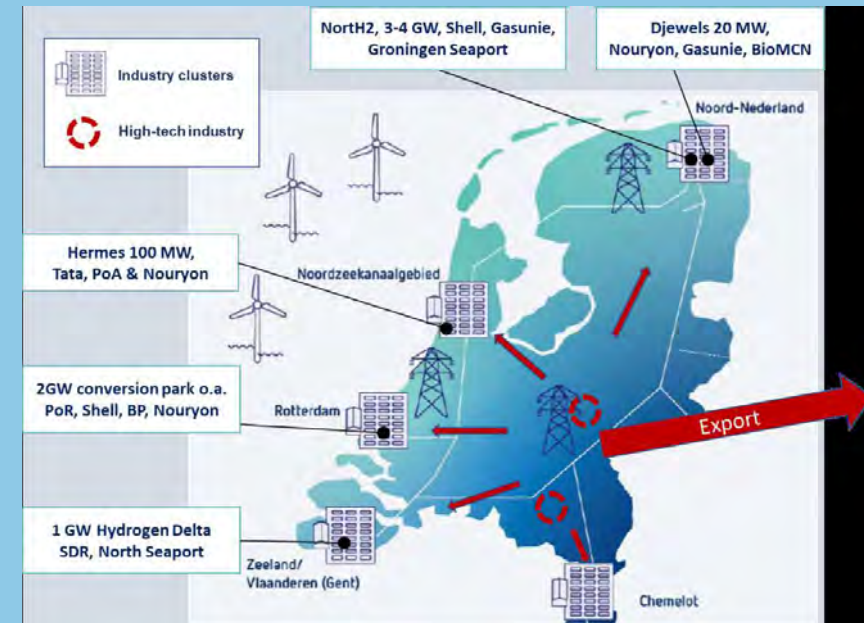 NortH2, 3-4 GW, Shell, Gasunie,
Groningen Seaport
Djewels 20 MW,
Nouryon, Gasunie, BioMCN
Industry clusters
High-tech industry
Noord-Nederland
Hermes 100 MW,
Tata, PoA & Nouryon
Noordzeekanaalgebied
2GW conversion park o.a.
PoR, Shell, BP, Nouryon
Rotterdam
Export
1 GW Hydrogen Delta
SDR, North Seaport
Zeeland/
Vlaanderen (Gent)
Chemelot